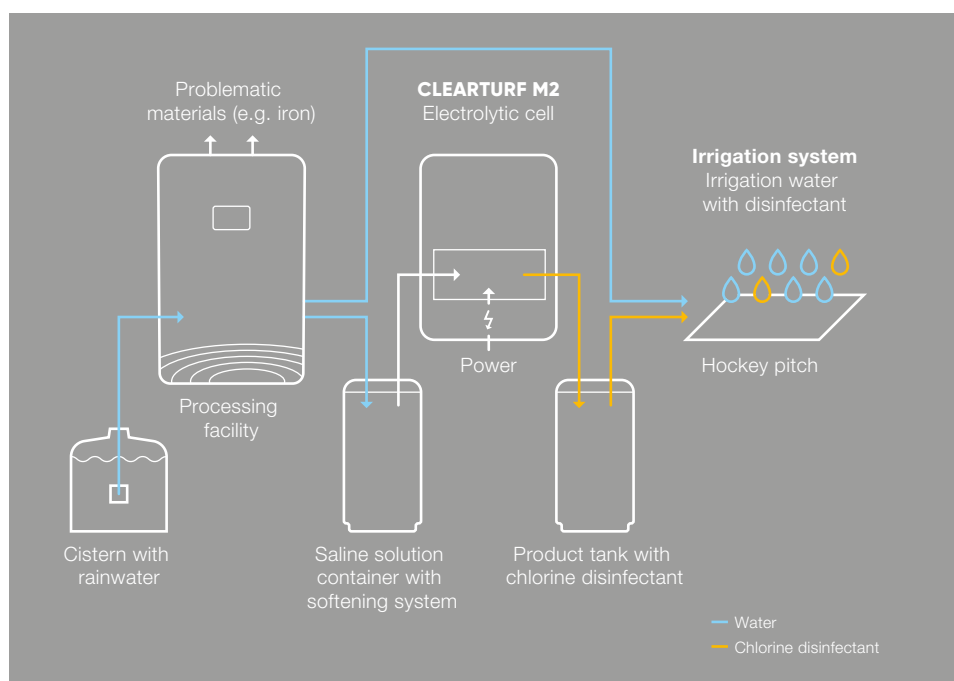 Problematic
materials (e.g. iron)
CLEARTURF M2
Electrolytic cell
Irrigation system
Irrigation water
with disinfectant
Power
Hockey pitch
Processing
facility
Cistern with
rainwater
Saline solution
container with
softening system
Product tank with
chlorine disinfectant
Water
Chlorine disinfectant